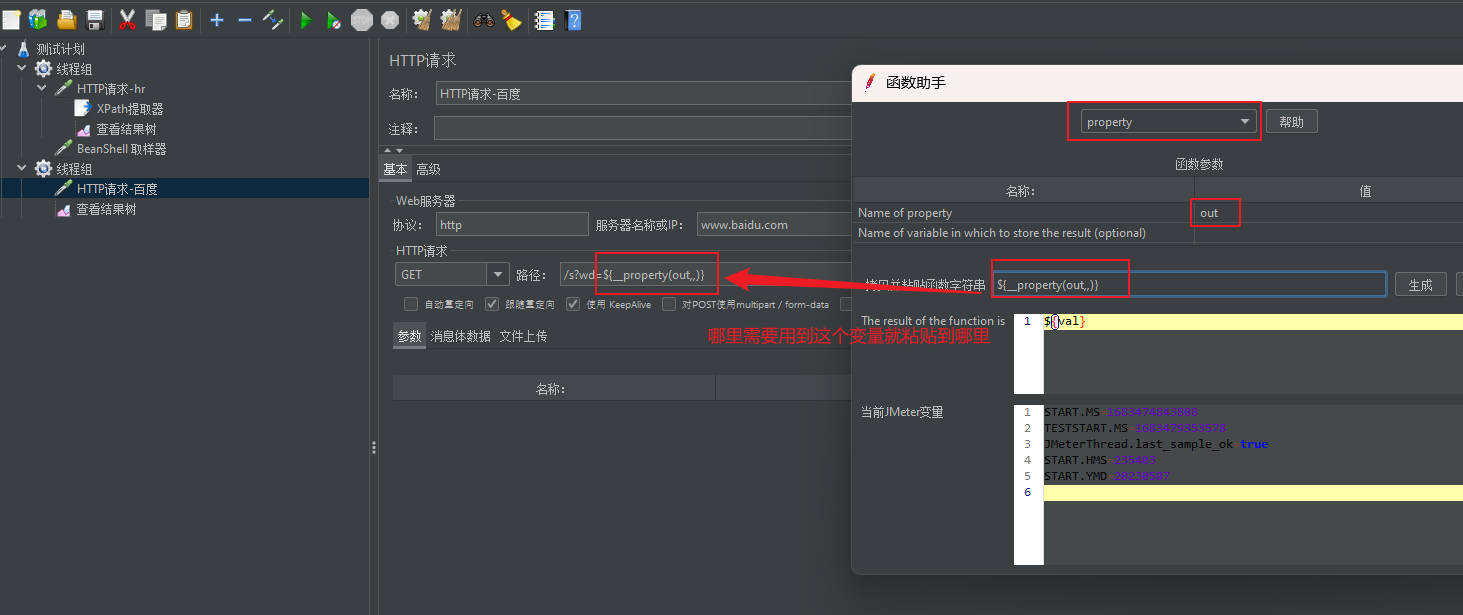 STOP
测试计划
线程组
HTTP请求-hr
XPath提取器
查看结果树
BeanShell 取样器
线程组
HTTP请求-百度
查看结果树
HTTP请求
名称： HTTP请求-百度
注释：
基本 高级
Web服务器
协议： http 服务器名称或IP： www.baidu.com
HTTP请求
GET 路径： /s?wd=${__property(out,,)}
自动重定向 跟随重定向 使用 KeepAlive 对POST使用multipart / form-data
参数 消息体数据 文件上传
名称：
函数助手
property 帮助
函数参数
名称： 值
Name of property out
Name of variable in which to store the result (optional)
拷贝并粘贴函数字符串 ${__property(out,,)} 生成
The result of the function is 1 ${val}
哪里需要用到这个变量就粘贴到哪里
当前JMeter变量
1 START.MS 1683474843888
2 TESTSTART.MS 1683479353578
3 JMeterThread.last_sample_ok true
4 START.HMS 235403
5 START.YMD 20230507
6